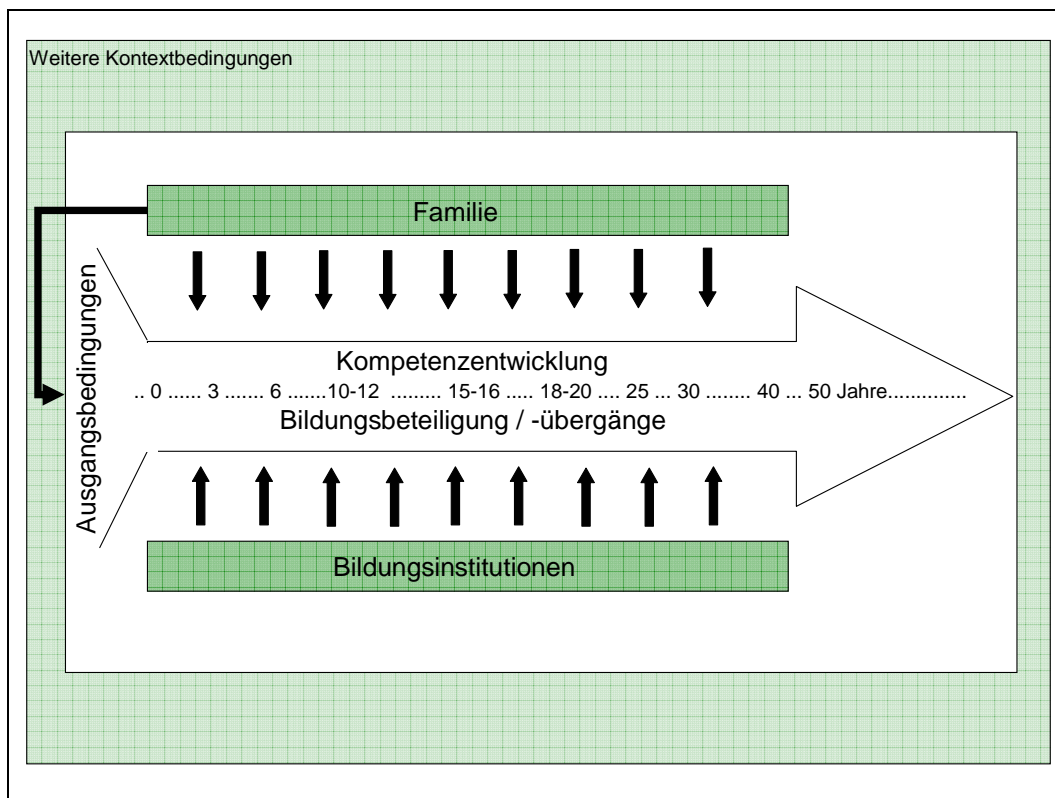 Weitere Kontextbedingungen
Familie
Ausgangsbedingungen
Kompetenzentwicklung
.. 0 ...... 3 ....... 6 .......10-12 ......... 15-16 ..... 18-20 .... 25 ... 30 ........ 40 ... 50 Jahre..............
Bildungsbeteiligung / -übergänge
Bildungsinstitutionen